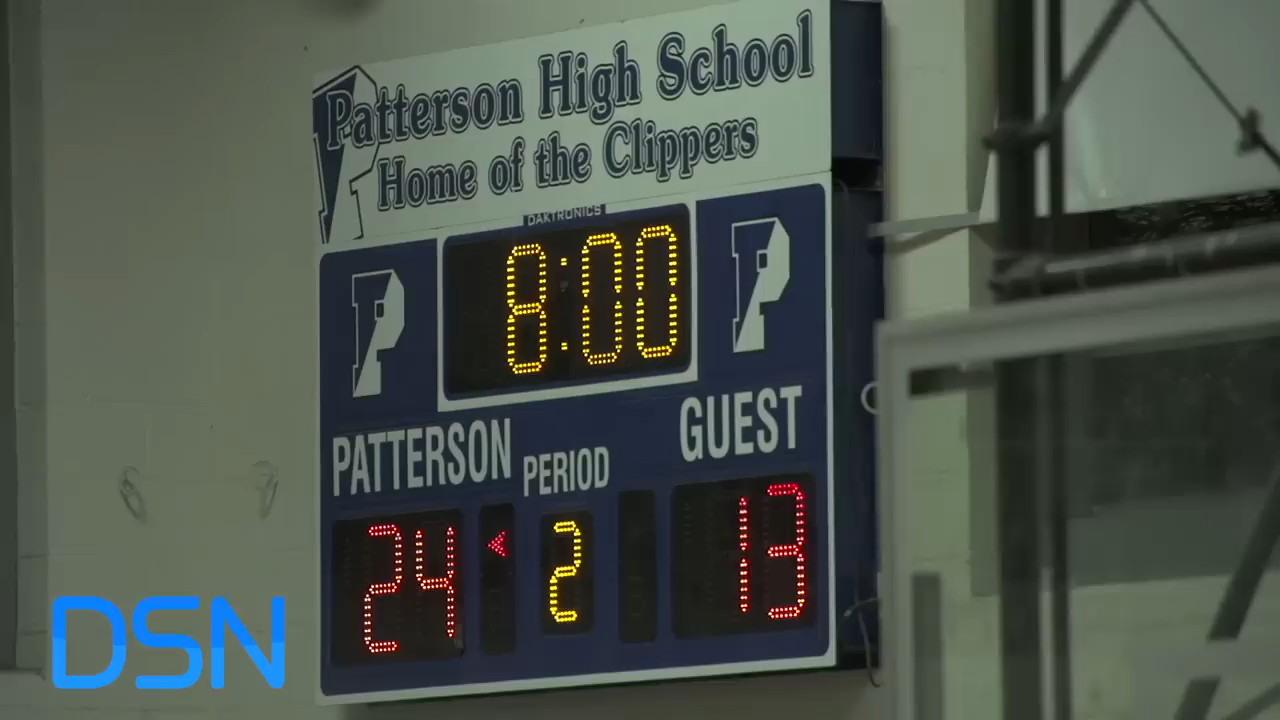 Patterson High School
Home of the Clippers
DAKTRONICS
P
8:00
P
PATTERSON
PERIOD
GUEST
24
2
13
DSN